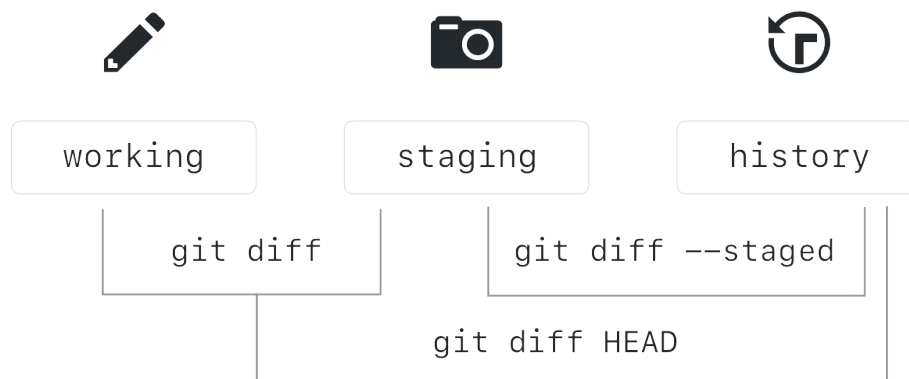 working
staging
history
git diff
git diff --staged
git diff HEAD